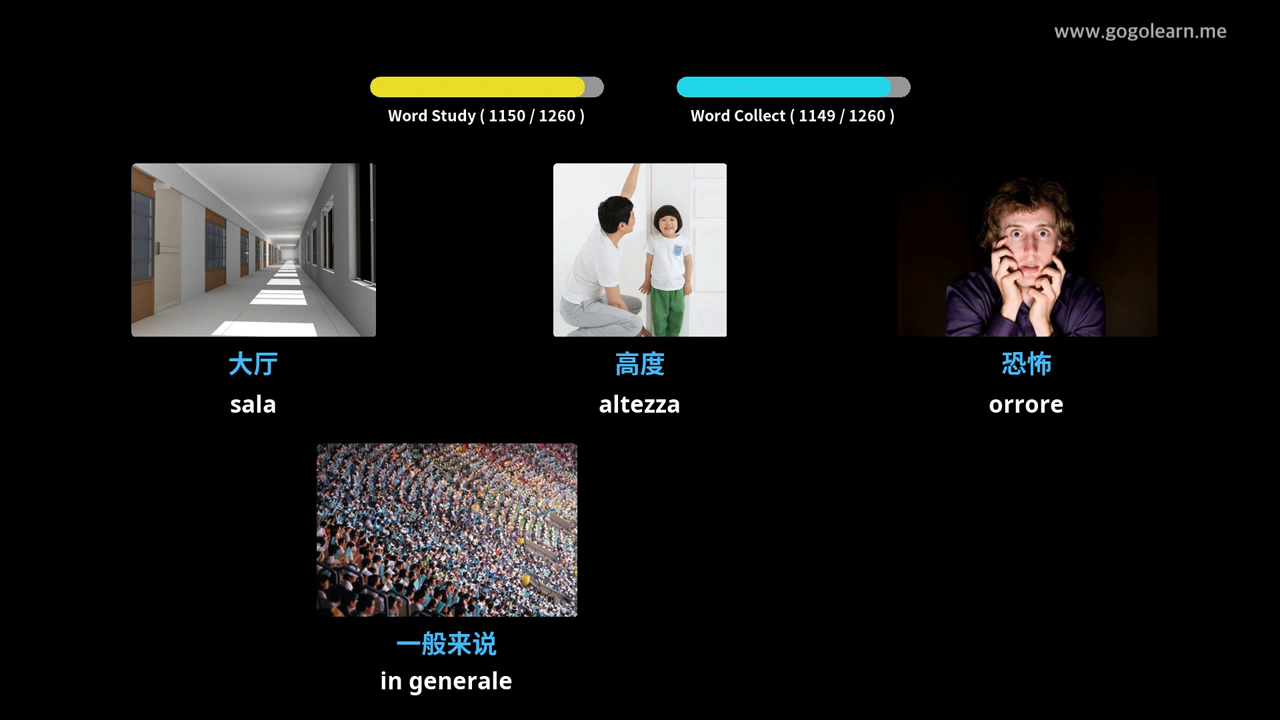 www.gogolearn.me
Word Study ( 1150 / 1260 )
Word Collect ( 1149 / 1260 )
大厅
sala
高度
altezza
恐怖
orrore
一般来说
in generale